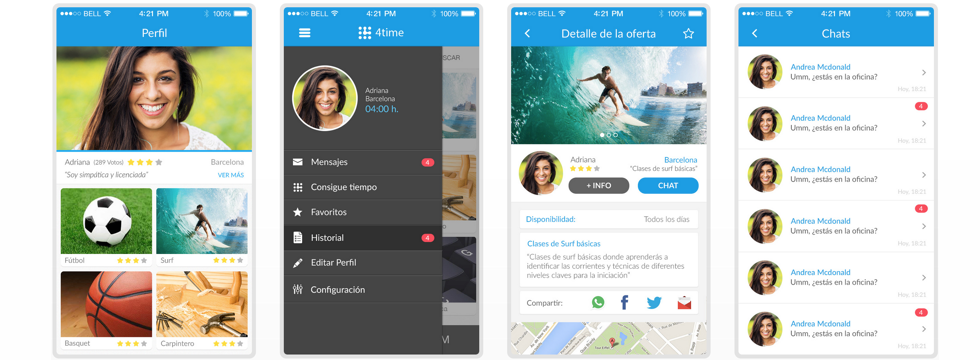 BELL 4:21 PM 100%
Perfil
Adriana (289 Votos) Barcelona
"Soy simpática y licenciada" VER MÁS
Fútbol
Surf
Basquet
Carpintero
BELL 4:21 PM 100%
4time
SCAR
Adriana
Barcelona
04:00 h.
Mensajes 4
Consigue tiempo
Favoritos
Historial 4
Editar Perfil
Configuración
M
BELL 4:21 PM 100%
Detalle de la oferta
Adriana Barcelona
"Clases de surf básicas"
+ INFO CHAT
Disponibilidad: Todos los días
Clases de Surf básicas
"Clases de surf básicas donde aprenderás a
identificar las corrientes y técnicas de diferentes
niveles claves para la iniciación"
Compartir:
BELL 4:21 PM 100%
Chats
Andrea Mcdonald
Umm, ¿estás en la oficina?
Hoy, 16:21
4
Andrea Mcdonald
Umm, ¿estás en la oficina?
Hoy, 16:21
Andrea Mcdonald
Umm, ¿estás en la oficina?
Hoy, 16:21
4
Andrea Mcdonald
Umm, ¿estás en la oficina?
Hoy, 16:21
Andrea Mcdonald
Umm, ¿estás en la oficina?
Hoy, 16:21
4
Andrea Mcdonald
Umm, ¿estás en la oficina?
Hoy, 16:21